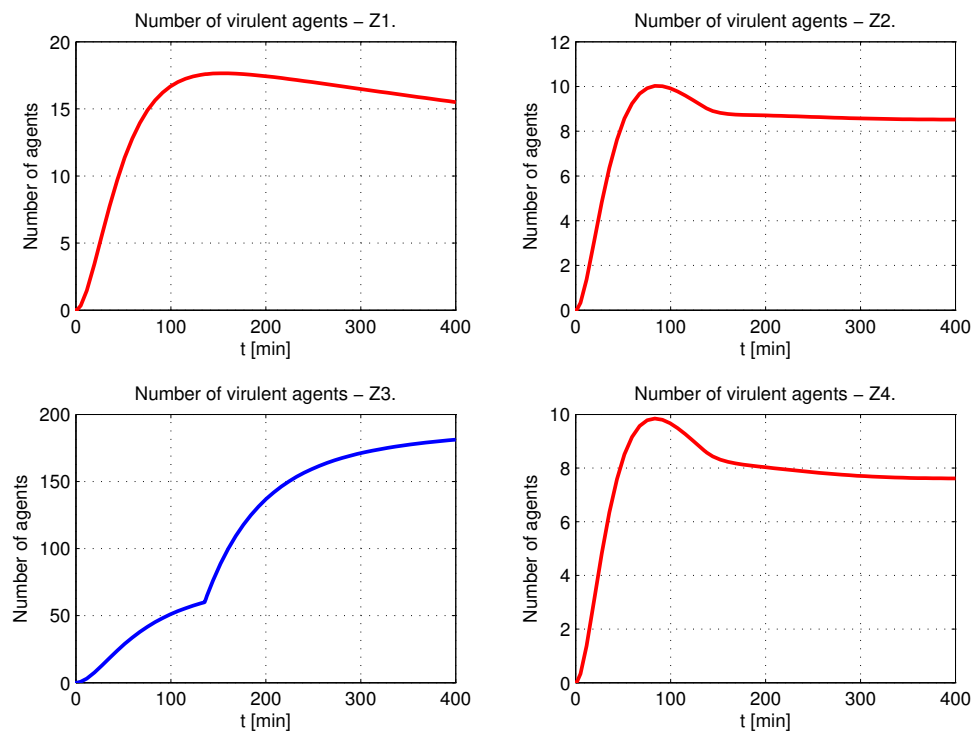 Number of virulent agents − Z1.
20
15
10
5
0
Number of agents
0 100 200 300 400
t [min]
Number of virulent agents − Z2.
12
10
8
6
4
2
0
Number of agents
0 100 200 300 400
t [min]
Number of virulent agents − Z3.
200
150
100
50
0
Number of agents
0 100 200 300 400
t [min]
Number of virulent agents − Z4.
10
8
6
4
2
0
Number of agents
0 100 200 300 400
t [min]